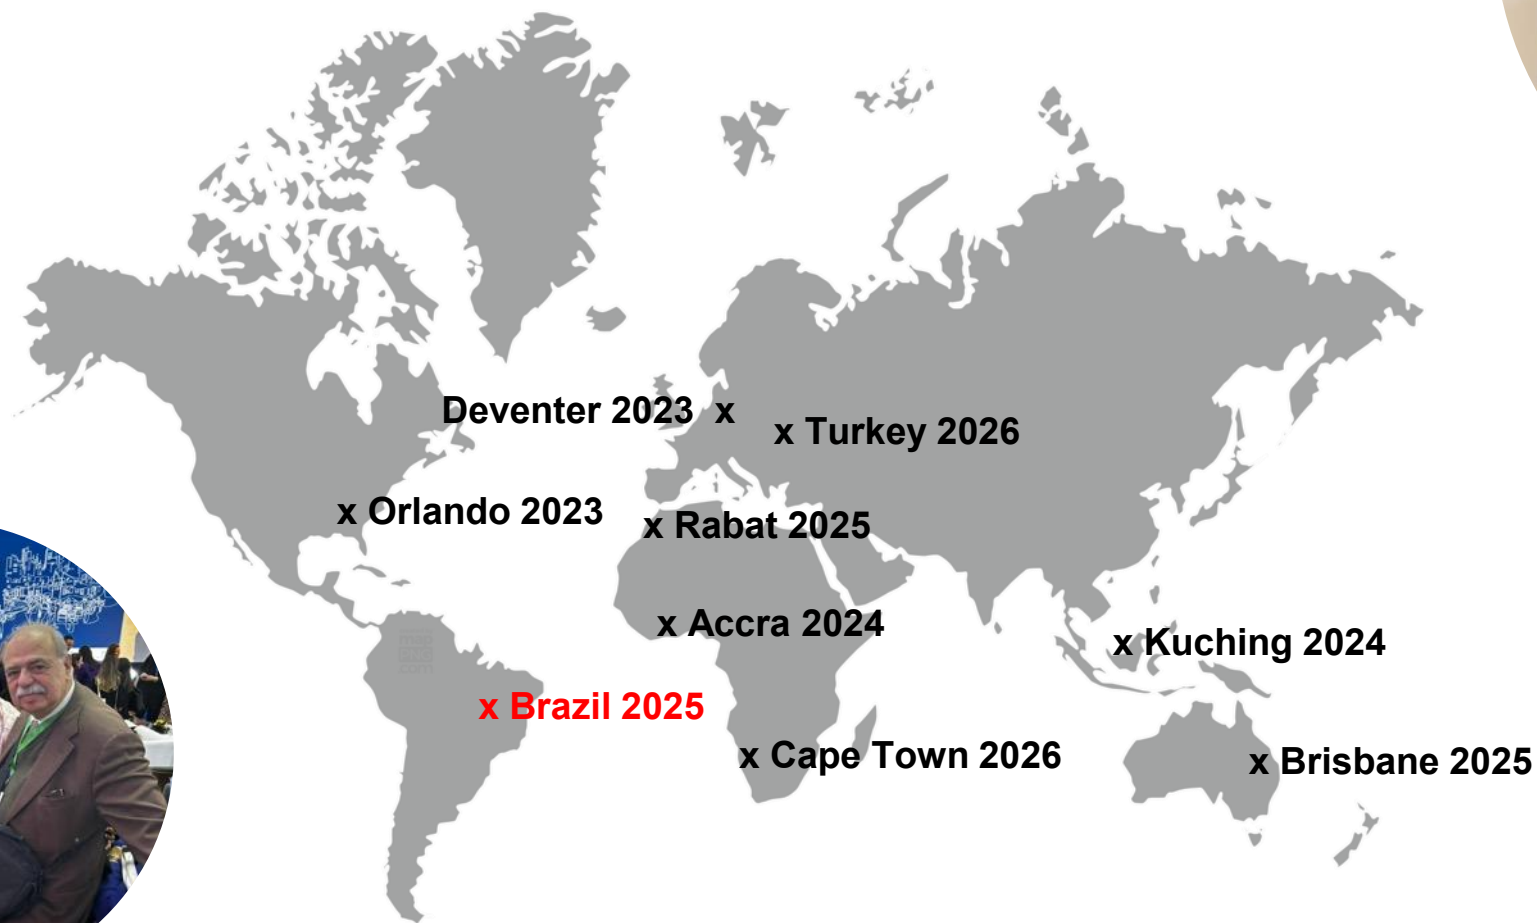 Deventer 2023 x
x Turkey 2026
x Orlando 2023
x Rabat 2025
x Accra 2024
x Kuching 2024
x Brazil 2025
x Cape Town 2026
x Brisbane 2025